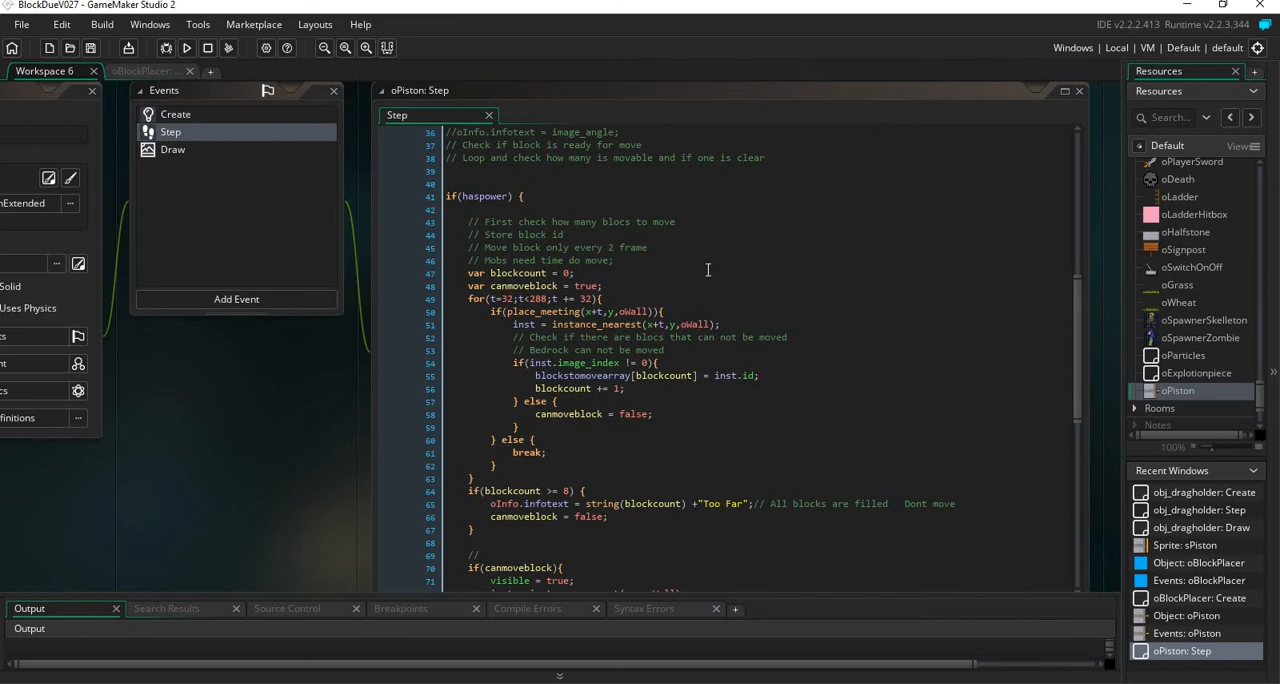 BlockDueV027 - GameMaker Studio 2
File Edit Build Windows Tools Marketplace Layouts Help
IDE v2.2.2.413 Runtime v2.2.3.344
Windows | Local | VM | Default | default
Workspace 6
oBlockPlacer: ...
Events
Create
Step
Draw
Add Event
nExtended
Solid
Uses Physics
ts
nt
cs
finitions
oPiston: Step
Step
36 //oInfo.infotext = image_angle;
37 // Check if block is ready for move
38 // Loop and check how many is movable and if one is clear
39
40
41 if(haspower) {
42
43 // First check how many blocs to move
44 // Store block id
45 // Move block only every 2 frame
46 // Mobs need time do move;
47 var blockcount = 0;
48 var canmoveblock = true;
49 for(t=32;t<288;t += 32){
50 if(place_meeting(x+t,y,oWall)){
51 inst = instance_nearest(x+t,y,oWall);
52 // Check if there are blocs that can not be moved
53 // Bedrock can not be moved
54 if(inst.image_index != 0){
55 blockstomovearray[blockcount] = inst.id;
56 blockcount += 1;
57 } else {
58 canmoveblock = false;
59 }
60 } else {
61 break;
62 }
63 }
64 if(blockcount >= 8) {
65 oInfo.infotext = string(blockcount) +"Too Far";// All blocks are filled   Dont move
66 canmoveblock = false;
67 }
68
69 //
70 if(canmoveblock){
71 visible = true;
Resources
Resources
Search...
Default
Views
oPlayerSword
oDeath
oLadder
oLadderHitbox
oHalfstone
oSignpost
oSwitchOnOff
oGrass
oWheat
oSpawnerSkeleton
oSpawnerZombie
oParticles
oExplotionpiece
oPiston
Rooms
Notes
100%
Recent Windows
obj_dragholder: Create
obj_dragholder: Step
obj_dragholder: Draw
Sprite: sPiston
Object: oBlockPlacer
Events: oBlockPlacer
oBlockPlacer: Create
Object: oPiston
Events: oPiston
oPiston: Step
Output
Search Results
Source Control
Breakpoints
Compile Errors
Syntax Errors
Output